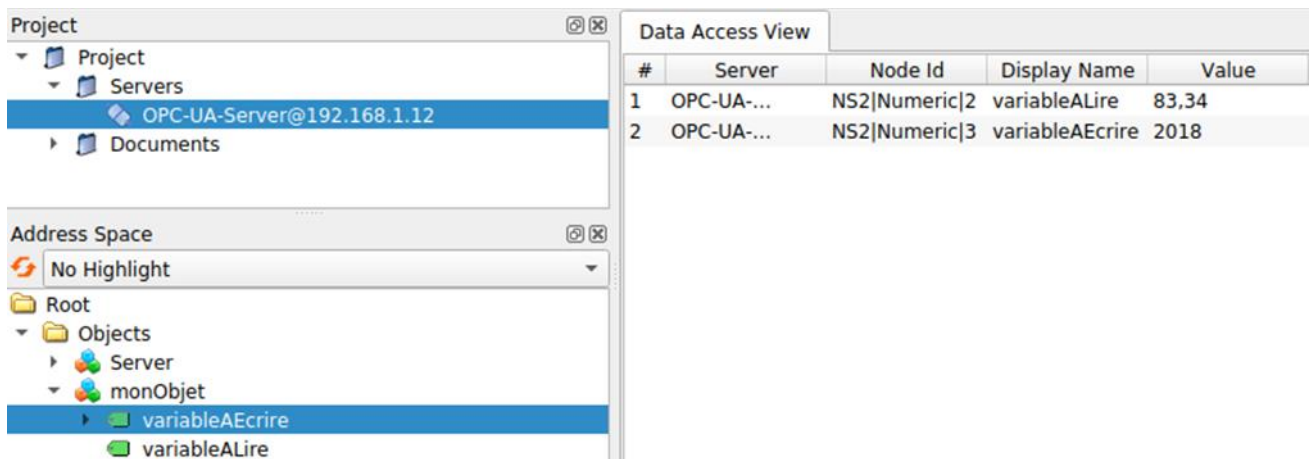 Project
Project
Servers
OPC-UA-Server@192.168.1.12
Documents
Address Space
No Highlight
Root
Objects
Server
monObjet
variableAEcrire
variableALire
Data Access View
# Server Node Id Display Name Value
1 OPC-UA-... NS2|Numeric|2 variableALire 83,34
2 OPC-UA-... NS2|Numeric|3 variableAEcrire 2018